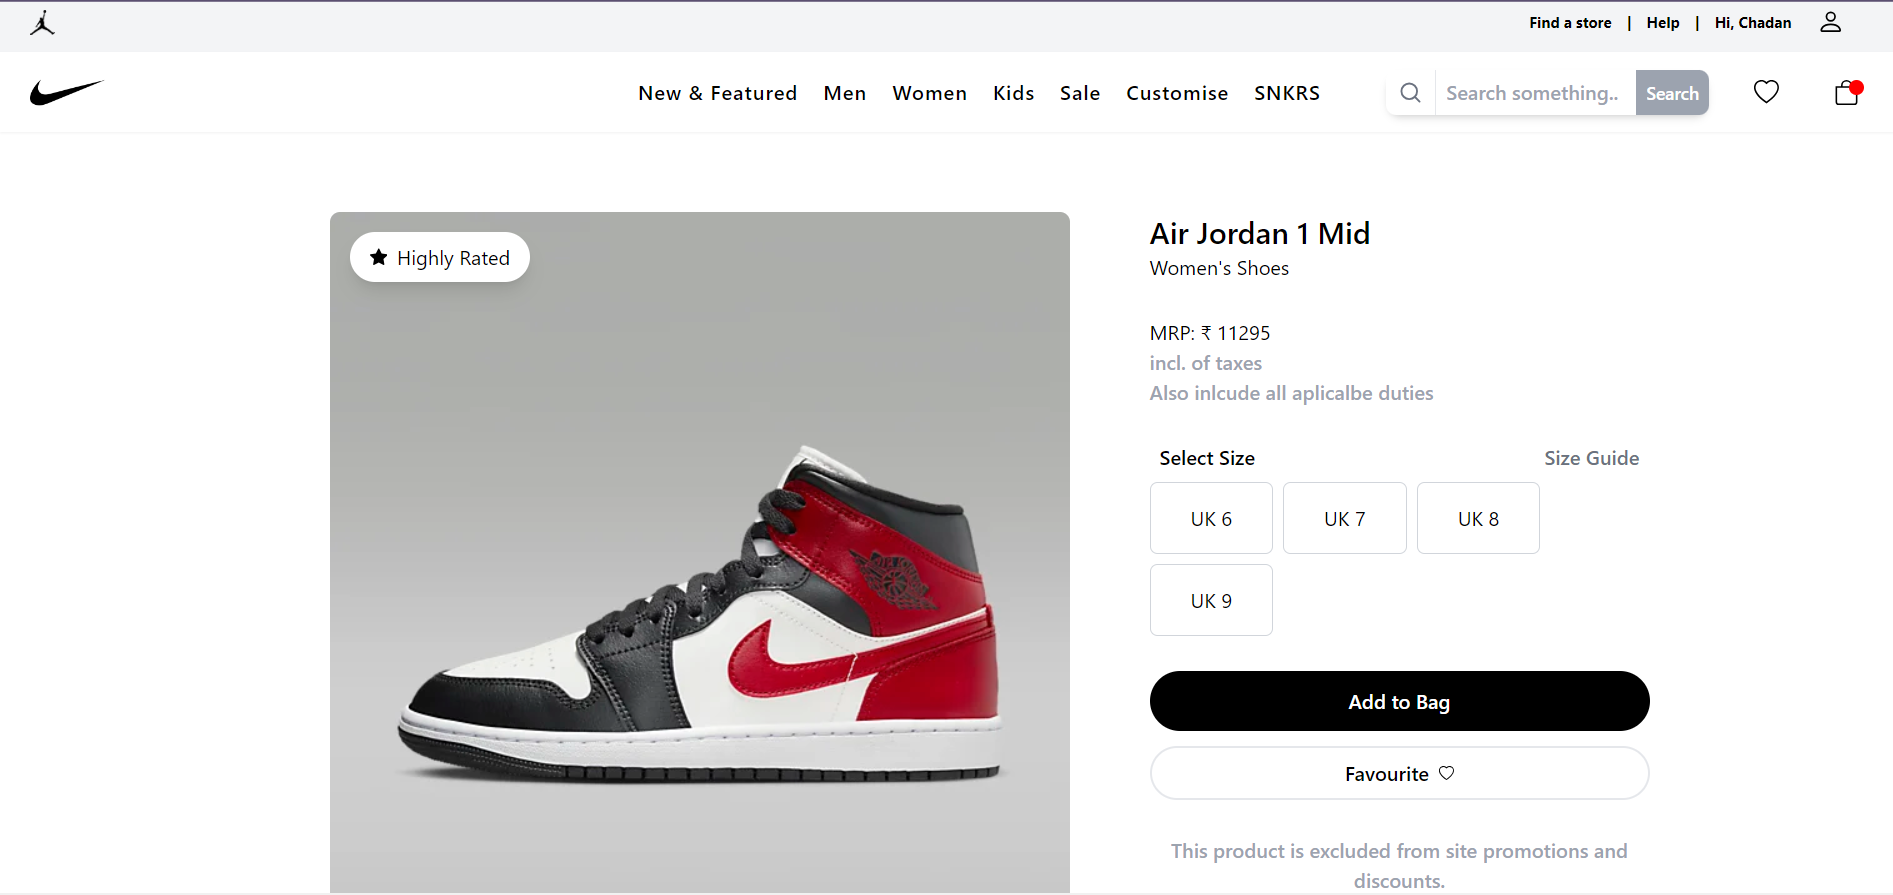 Find a store | Help | Hi, Chadan
New & Featured Men Women Kids Sale Customise SNKRS Search something.. Search
Highly Rated
Air Jordan 1 Mid
Women's Shoes
MRP: ₹ 11295
incl. of taxes
Also inlcude all aplicalbe duties
Select Size Size Guide
UK 6 UK 7 UK 8
UK 9
AIR JORDAN
Add to Bag
Favourite
This product is excluded from site promotions and
discounts.